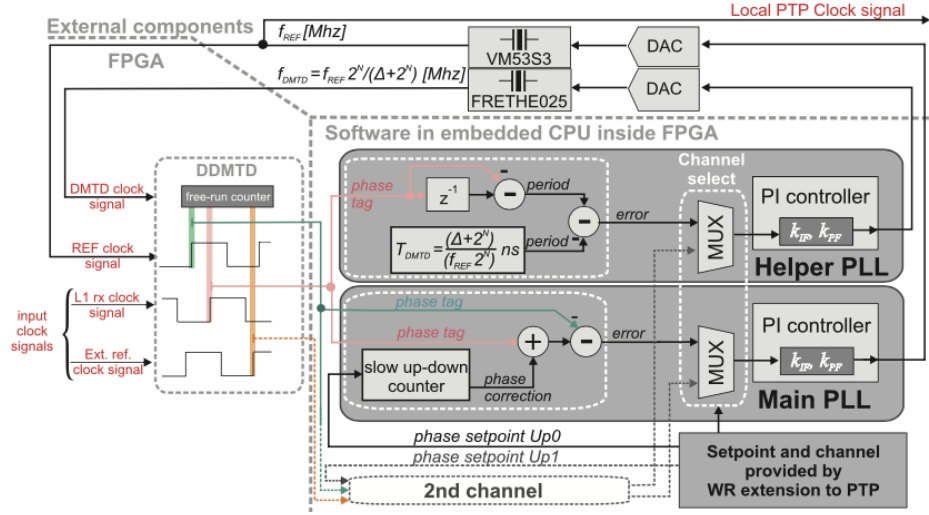 Local PTP Clock signal
External components
FPGA
f_REF [Mhz]
f_DMTD = f_REF 2^N/(Δ+2^N) [Mhz]
VM53S3
DAC
FRETHE025
DAC
Software in embedded CPU inside FPGA
DDMTD
free-run counter
DMTD clock
signal
REF clock
signal
L1 rx clock
signal
input
clock
signals
Ext. ref.
clock signal
phase
tag
z^-1
-
-
period
-
-
error
T_DMTD = (Δ+2^N)/(f_REF 2^N) ns
period
Channel
select
MUX
PI controller
k_IF, k_PF
Helper PLL
phase tag
phase tag
+
-
-
error
slow up-down
counter
phase
correction
MUX
PI controller
k_IF, k_PF
Main PLL
phase setpoint Up0
phase setpoint Up1
2nd channel
Setpoint and channel
provided by
WR extension to PTP